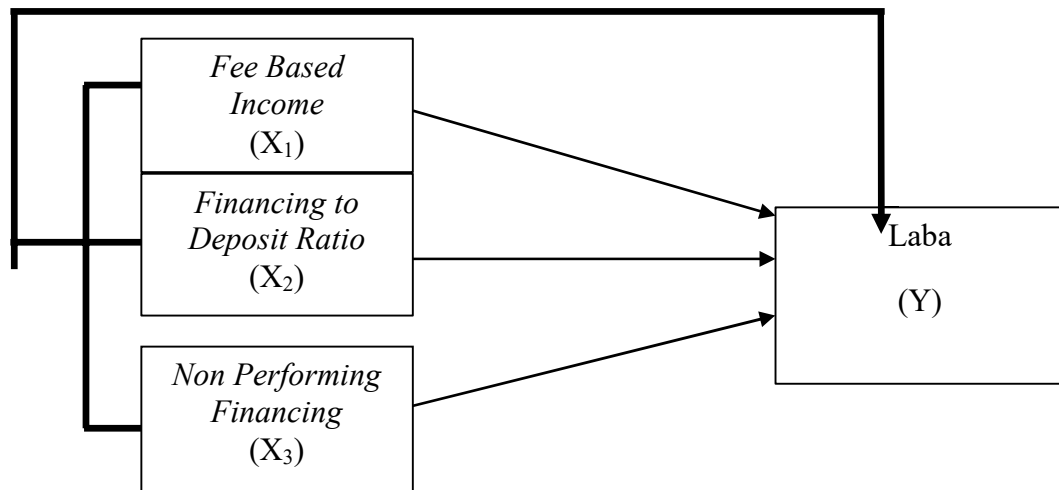 Fee Based
Income
(X₁)
Financing to
Deposit Ratio
(X₂)
Laba
(Y)
Non Performing
Financing
(X₃)